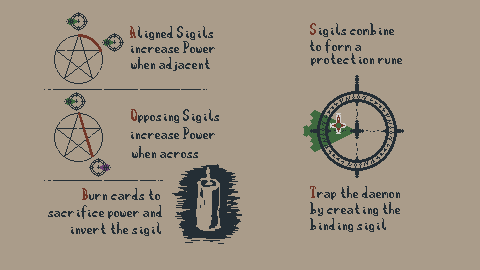 Aligned Sigils
increase Power
when adjacent
Opposing Sigils
increase Power
when across
Burn cards to
sacrifice power and
invert the sigil
Sigils combine
to form a
protection rune
Trap the daemon
by creating the
binding sigil